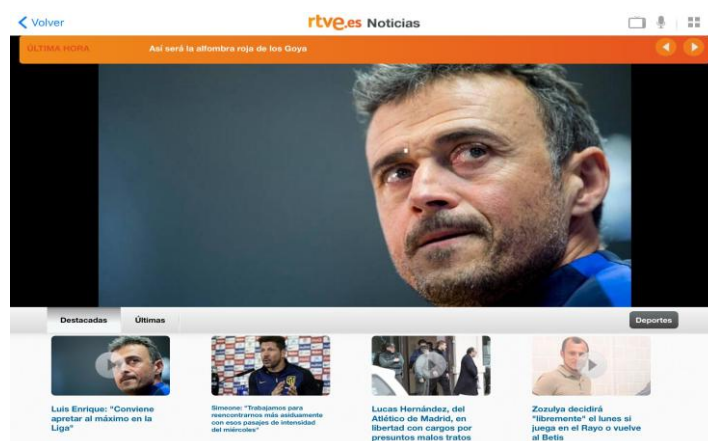 Volver
rtve.es Noticias
ÚLTIMA HORA
Así será la alfombra roja de los Goya
Destacadas
Últimas
Deportes
Luis Enrique: "Conviene
apretar al máximo en la
Liga"
Simeone: "Trabajamos para
reencontrarnos más asiduamente
con esos pasajes de intensidad
del miércoles"
Lucas Hernández, del
Atlético de Madrid, en
libertad con cargos por
presuntos malos tratos
Zozulya decidirá
"libremente" el lunes si
juega en el Rayo o vuelve
al Betis